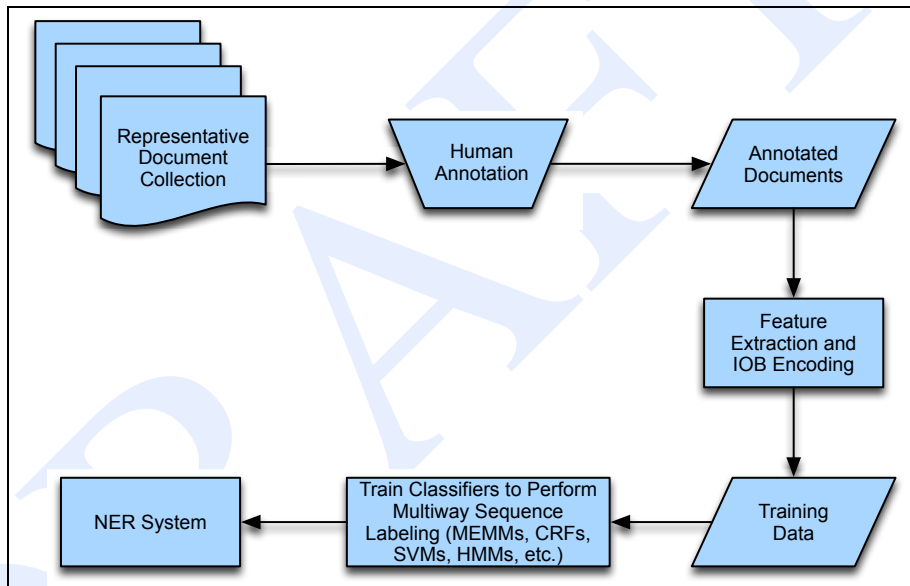 Representative
Document
Collection
Human
Annotation
Annotated
Documents
Feature
Extraction and
IOB Encoding
Training
Data
Train Classifiers to Perform
Multiway Sequence
Labeling (MEMMs, CRFs,
SVMs, HMMs, etc.)
NER System